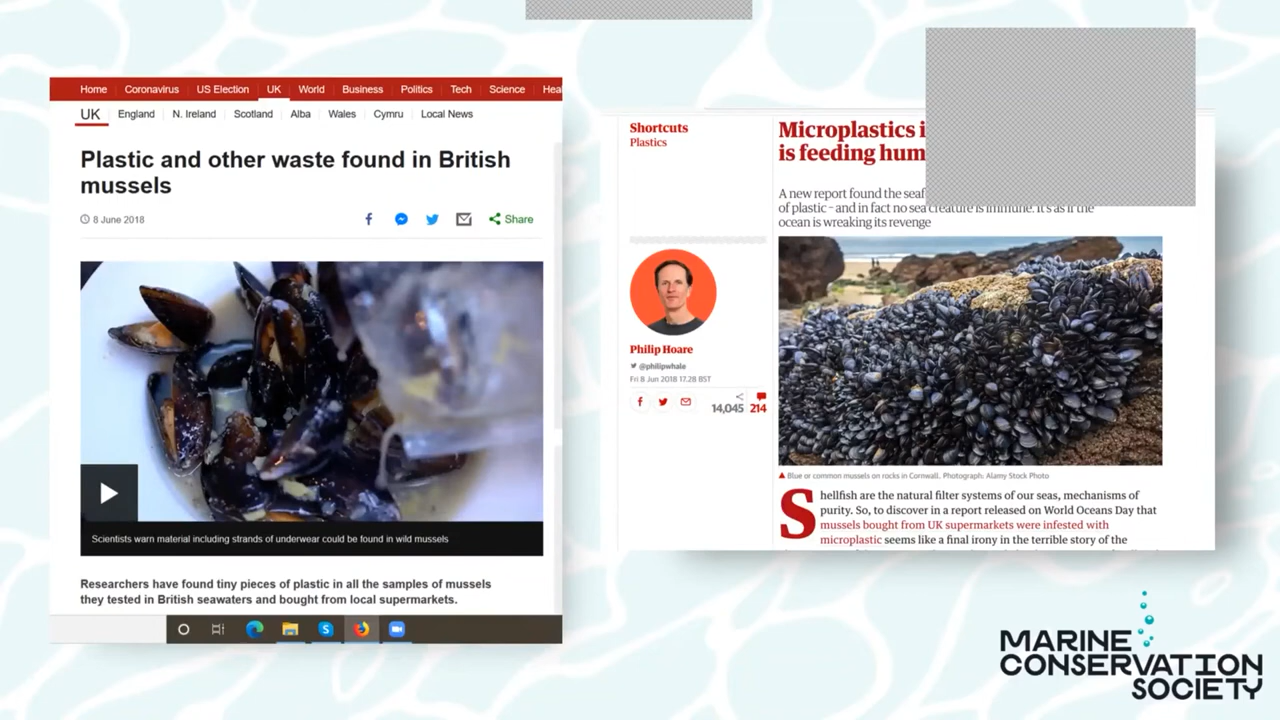 Home Coronavirus US Election UK World Business Politics Tech Science Hea
UK England N. Ireland Scotland Alba Wales Cymru Local News
Plastic and other waste found in British
mussels
8 June 2018
Share
Scientists warn material including strands of underwear could be found in wild mussels
Researchers have found tiny pieces of plastic in all the samples of mussels
they tested in British seawaters and bought from local supermarkets.
Shortcuts
Plastics
Philip Hoare
@philipwhale
Fri 8 Jun 2018 17.28 BST
14,045 214
Microplastics i
is feeding hum
A new report found the seaf
of plastic – and in fact no sea creature is immune. It's as if the
ocean is wreaking its revenge
Blue or common mussels on rocks in Cornwall. Photograph: Alamy Stock Photo
Shellfish are the natural filter systems of our seas, mechanisms of
purity. So, to discover in a report released on World Oceans Day that
mussels bought from UK supermarkets were infested with
microplastic seems like a final irony in the terrible story of the
MARINE
CONSERVATION
SOCIETY